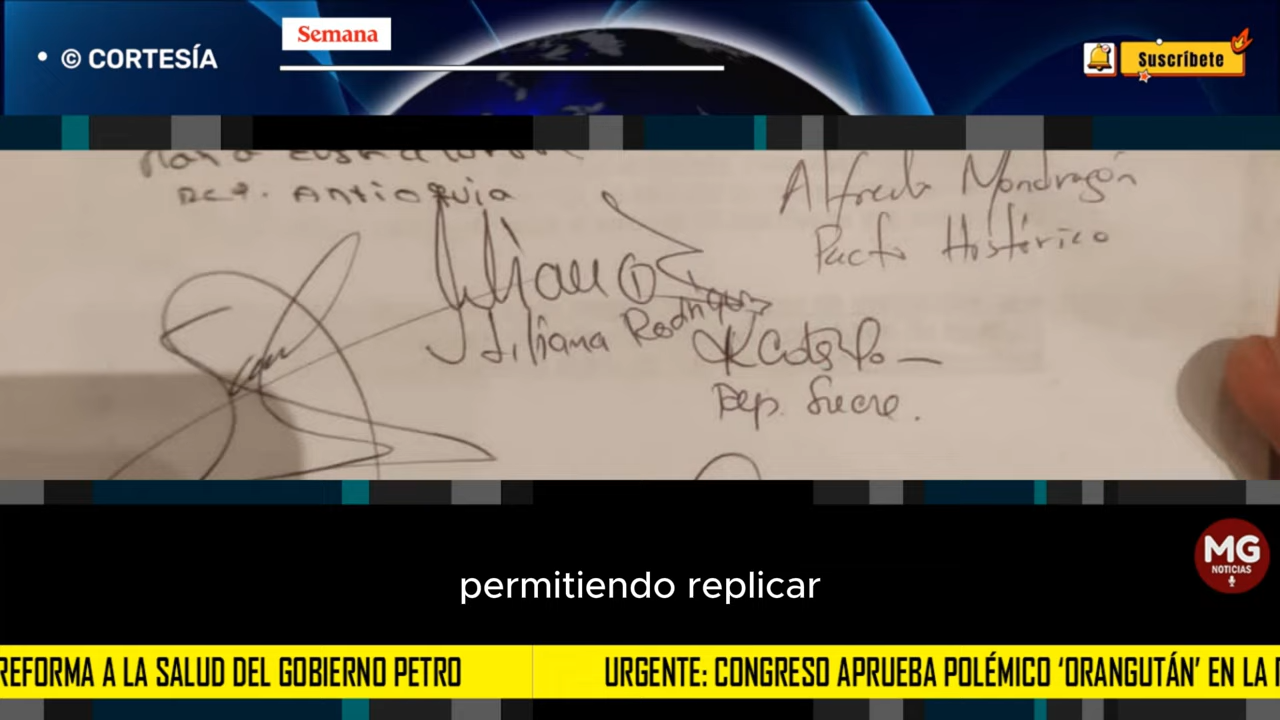 Semana
• © CORTESÍA
Suscríbete
Dep. Antioquia
Alfredo Mondragón
Pacto Histórico
Liliana Rodríguez
Dep. Sucre.
MG
NOTICIAS
permitiendo replicar
REFORMA A LA SALUD DEL GOBIERNO PETRO
URGENTE: CONGRESO APRUEBA POLÉMICO ‘ORANGUTÁN’ EN LA